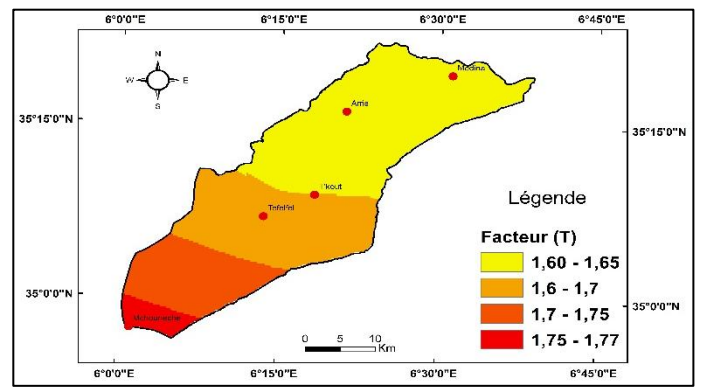 6°0'0"E 6°15'0"E 6°30'0"E 6°45'0"E
N
W E
S
Medina
Arris
35°15'0"N 35°15'0"N
T'kout
Légende
Tafelfel
Facteur (T)
1,60 - 1,65
1,6 - 1,7
35°0'0"N 35°0'0"N
1,7 - 1,75
1,75 - 1,77
0 5 10
Km
6°0'0"E 6°15'0"E 6°30'0"E 6°45'0"E